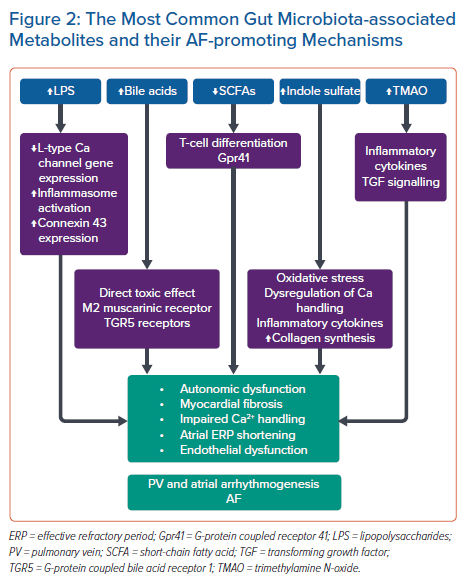 Figure 2: The Most Common Gut Microbiota-associated
Metabolites and their AF-promoting Mechanisms
⬆LPS
⬆Bile acids
⬇SCFAs
⬆Indole sulfate
⬆TMAO
⬇L-type Ca
channel gene
expression
⬆Inflammasome
activation
⬆Connexin 43
expression
T-cell differentiation
Gpr41
Inflammatory
cytokines
TGF signalling
Direct toxic effect
M2 muscarinic receptor
TGR5 receptors
Oxidative stress
Dysregulation of Ca
handling
Inflammatory cytokines
⬆Collagen synthesis
• Autonomic dysfunction
• Myocardial fibrosis
• Impaired Ca²⁺ handling
• Atrial ERP shortening
• Endothelial dysfunction
PV and atrial arrhythmogenesis
AF
ERP = effective refractory period; Gpr41 = G-protein coupled receptor 41; LPS = lipopolysaccharides;
PV = pulmonary vein; SCFA = short-chain fatty acid; TGF = transforming growth factor;
TGR5 = G-protein coupled bile acid receptor 1; TMAO = trimethylamine N-oxide.